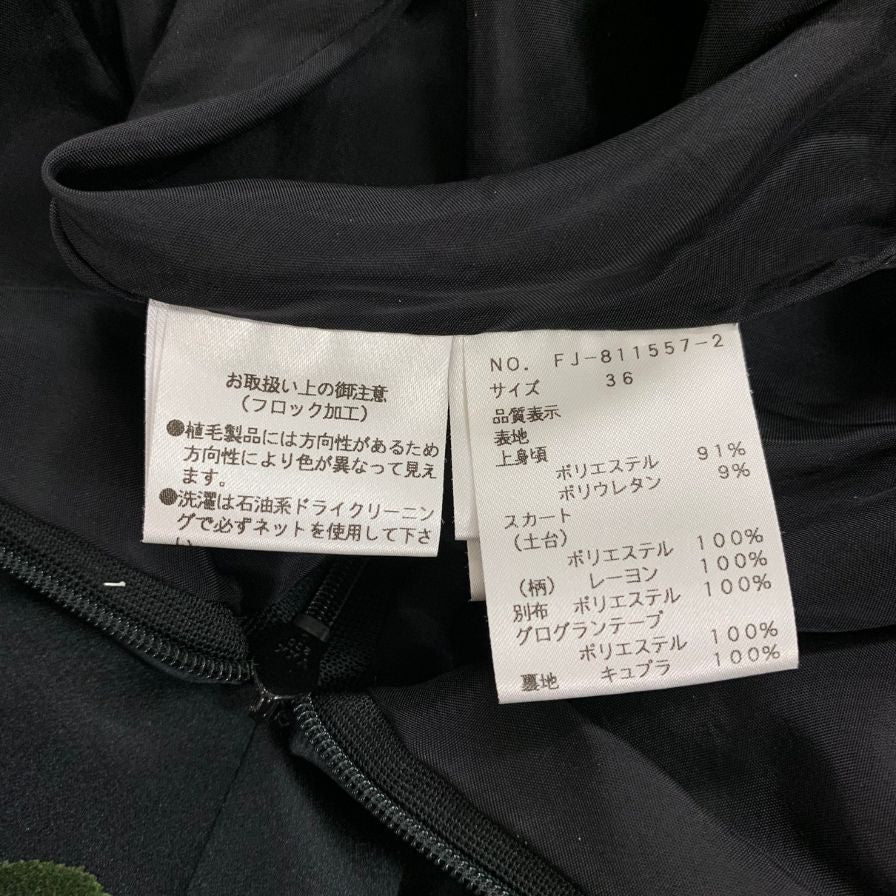 お取扱い上の御注意
(フロック加工)
●植毛製品には方向性があるため
方向性により色が異なって見え
ます。
●洗濯は石油系ドライクリーニン
グで必ずネットを使用して下さ
NO. FJ-811557-2
サイズ 36
品質表示
表地
上身頃
ポリエステル 91%
ポリウレタン 9%
スカート
(土台)
ポリエステル 100%
(柄) レーヨン 100%
別布 ポリエステル 100%
グログランテープ
ポリエステル 100%
裏地 キュプラ 100%